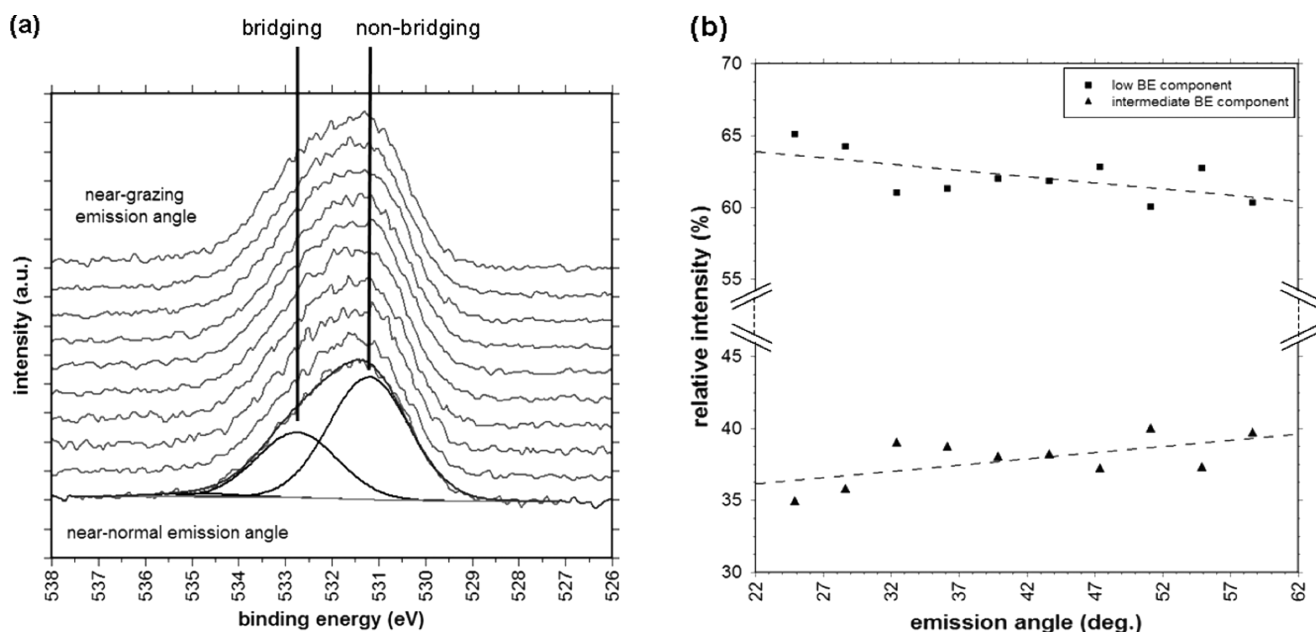 (a)
bridging
non-bridging
near-grazing
emission angle
near-normal emission angle
intensity (a.u.)
538 537 536 535 534 533 532 531 530 529 528 527 526
binding energy (eV)
(b)
low BE component
intermediate BE component
70
65
60
55
45
40
35
30
relative intensity (%)
22 27 32 37 42 47 52 57 62
emission angle (deg.)